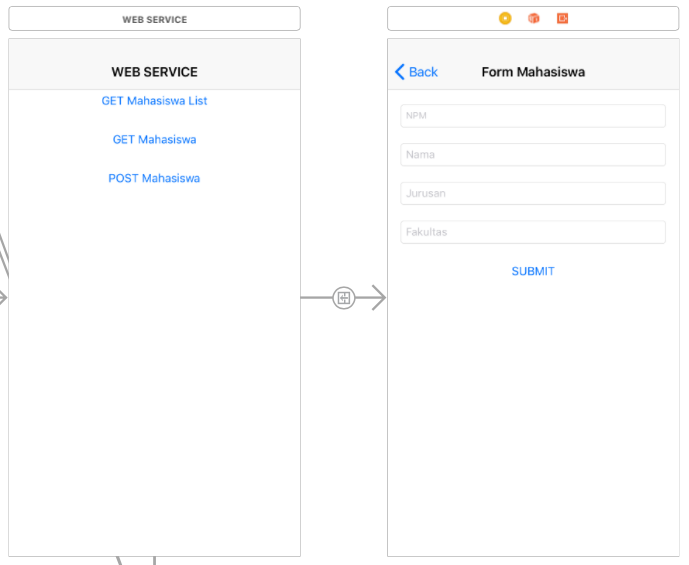 WEB SERVICE
WEB SERVICE
GET Mahasiswa List
GET Mahasiswa
POST Mahasiswa
Back
Form Mahasiswa
NPM
Nama
Jurusan
Fakultas
SUBMIT